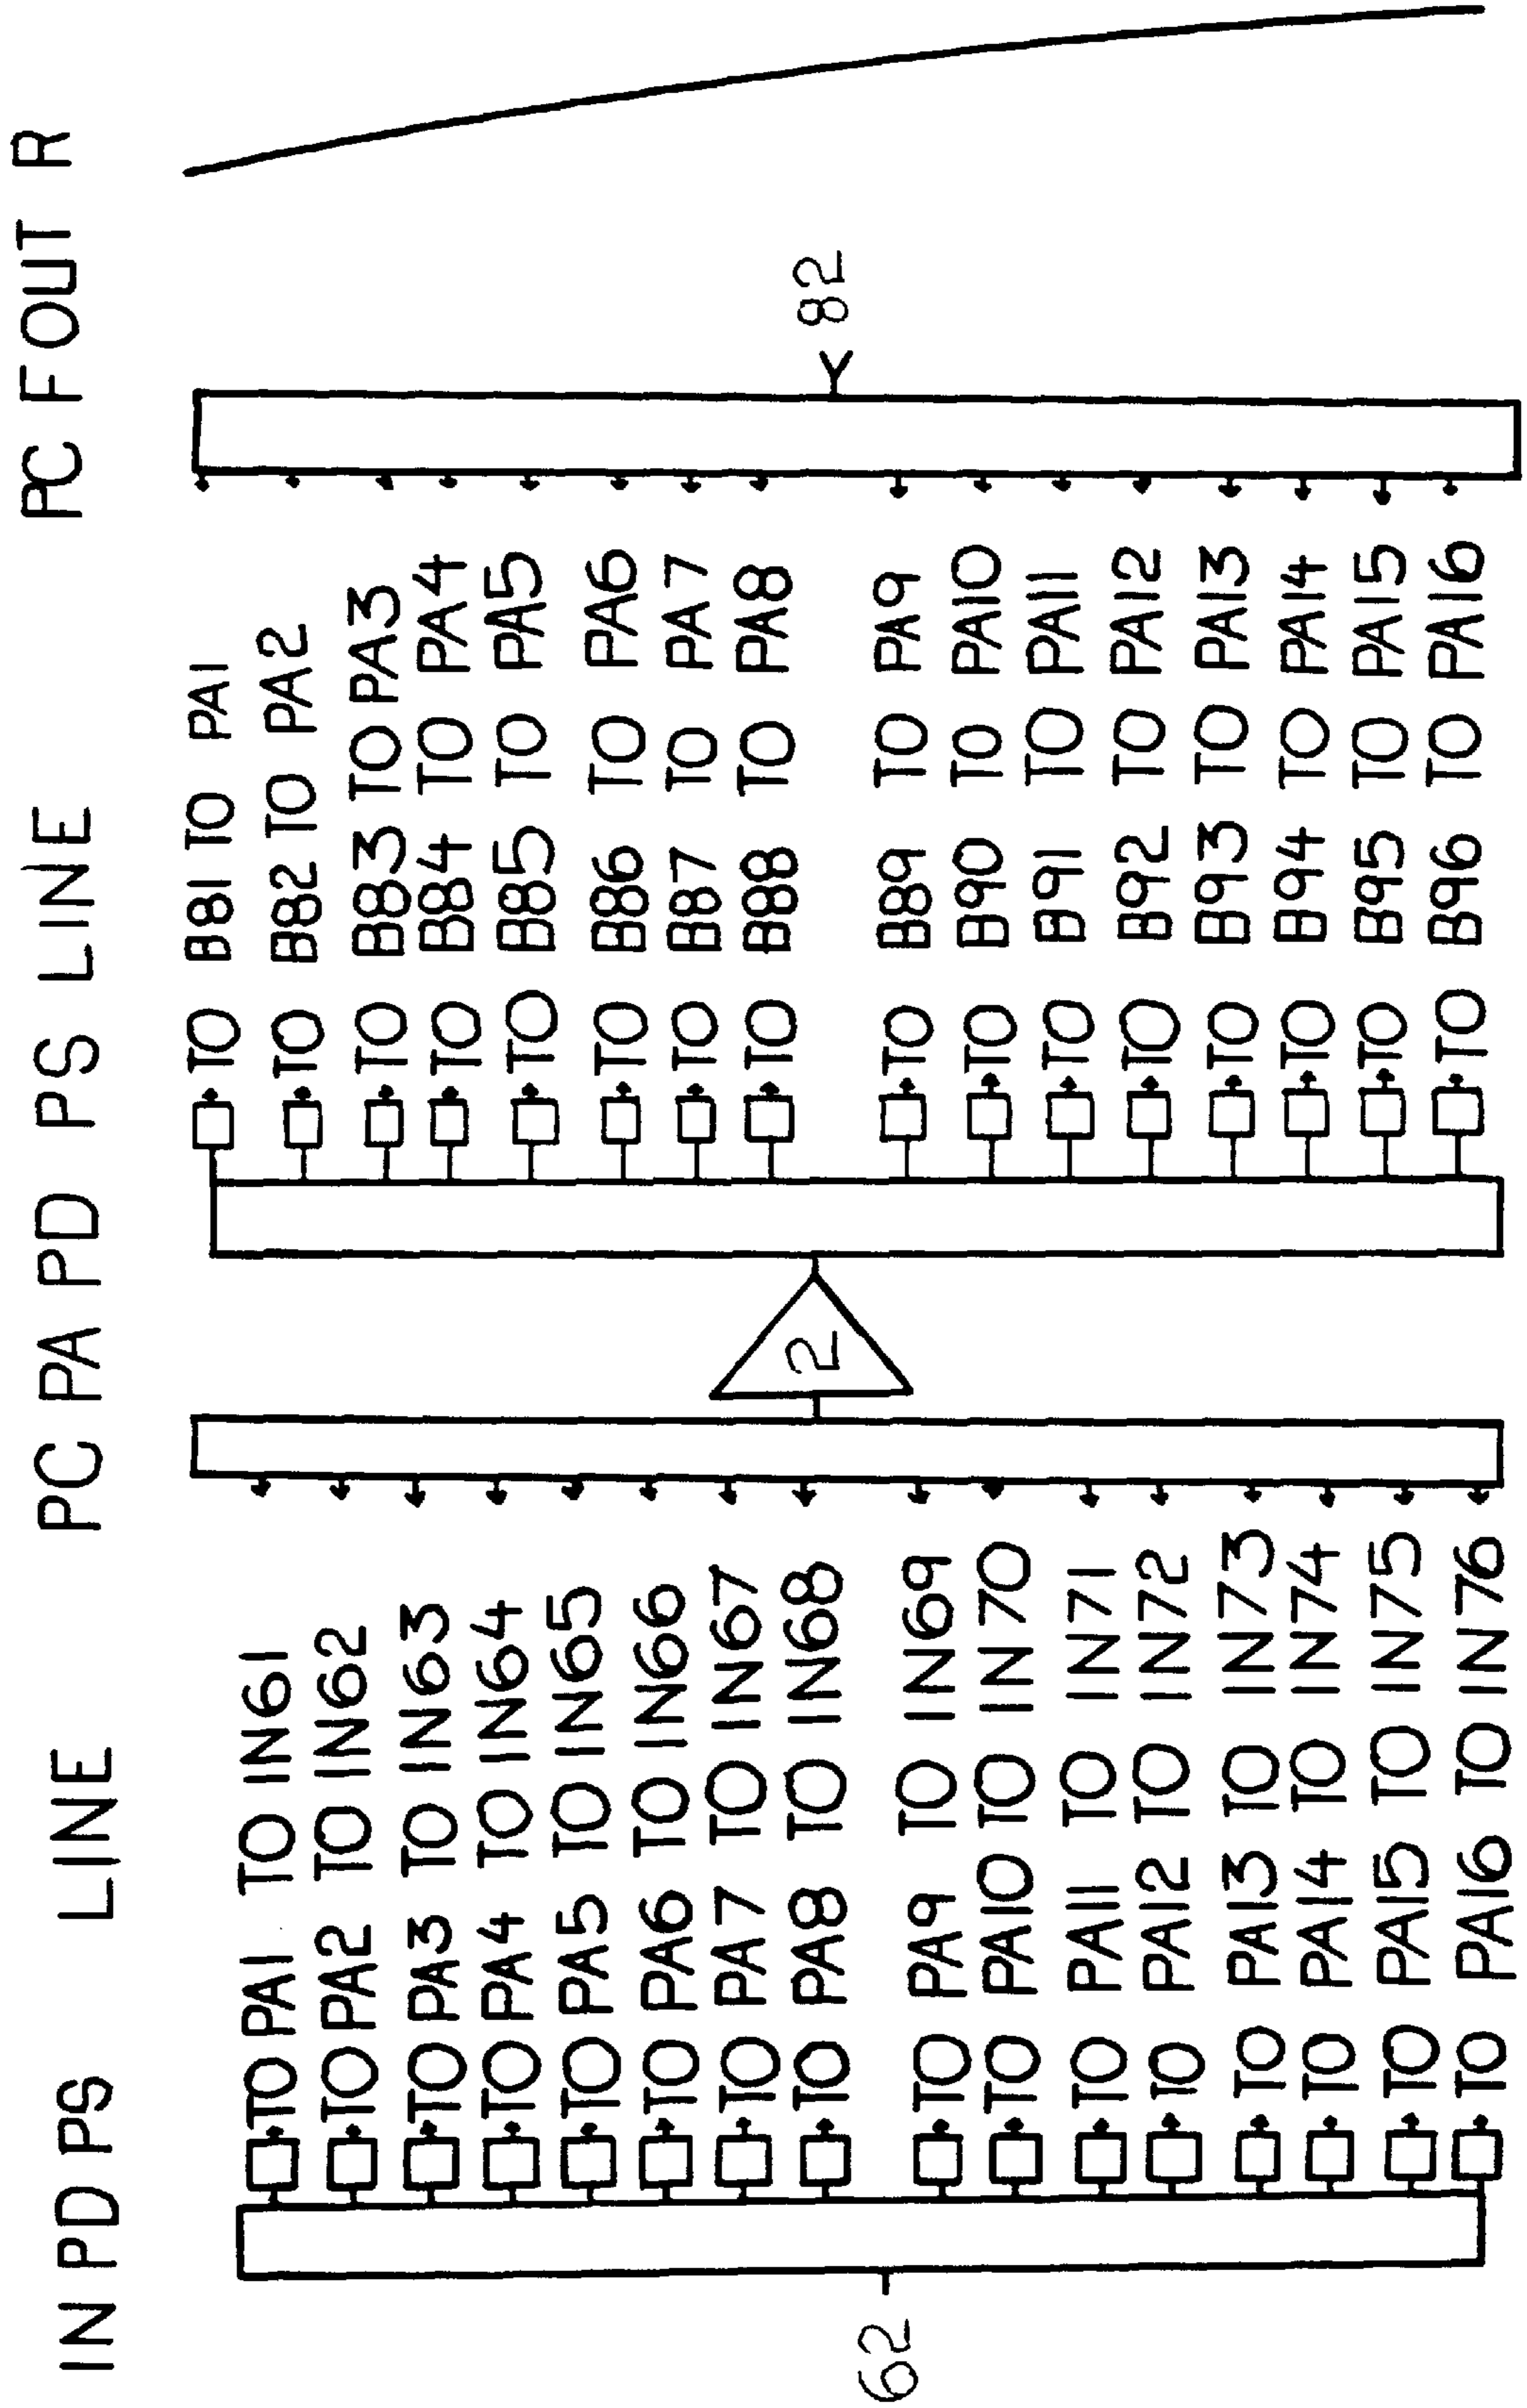 IN PD PS LINE PC PA PD PS LINE PC F OUT R
TO PA1 TO IN61 TO B81 TO PA1
TO PA2 TO IN62 TO B82 TO PA2
TO PA3 TO IN63 TO B83 TO PA3
TO PA4 TO IN64 TO B84 TO PA4
TO PA5 TO IN65 TO B85 TO PA5
TO PA6 TO IN66 TO B86 TO PA6
TO PA7 TO IN67 TO B87 TO PA7
TO PA8 TO IN68 TO B88 TO PA8
62 2 82
TO PA9 TO IN69 TO B89 TO PA9
TO PA10 TO IN70 TO B90 TO PA10
TO PA11 TO IN71 TO B91 TO PA11
TO PA12 TO IN72 TO B92 TO PA12
TO PA13 TO IN73 TO B93 TO PA13
TO PA14 TO IN74 TO B94 TO PA14
TO PA15 TO IN75 TO B95 TO PA15
TO PA16 TO IN76 TO B96 TO PA16